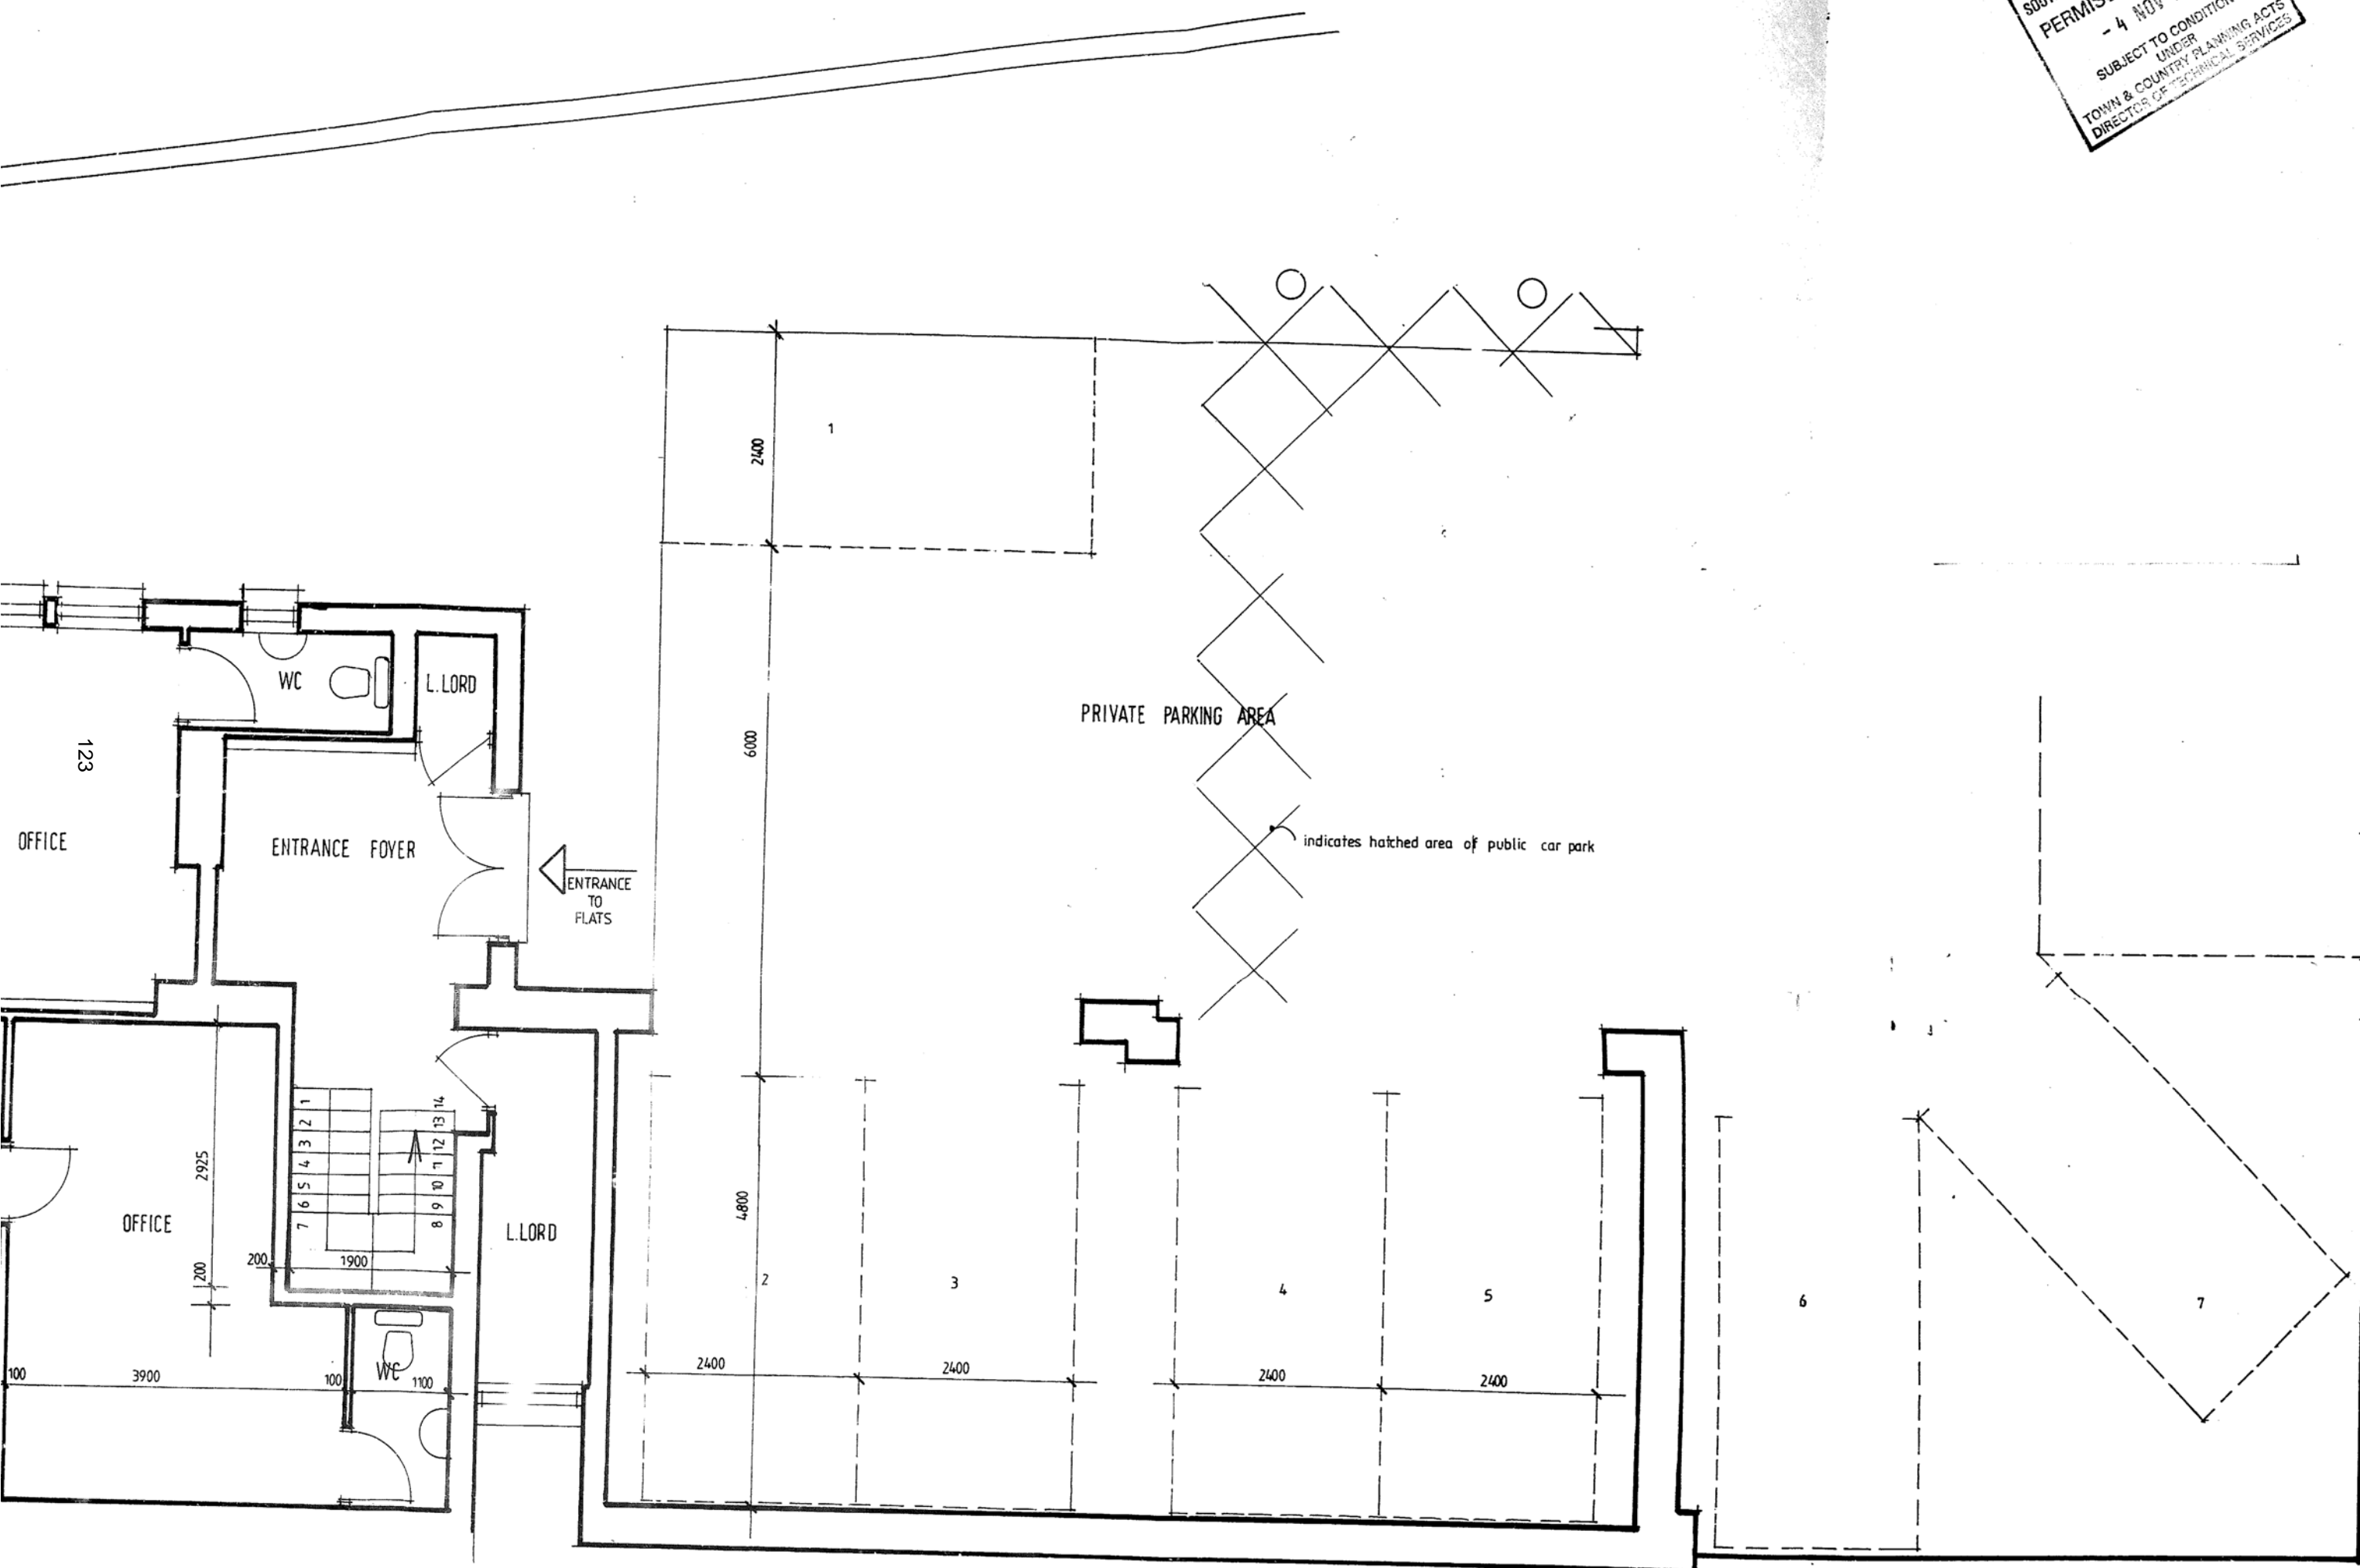 PERMIS
- 4 NOV
SUBJECT TO CONDITION
UNDER
TOWN & COUNTRY PLANNING ACTS
DIRECTOR OF TECHNICAL SERVICES
1
2400
WC
L.LORD
PRIVATE PARKING AREA
6000
123
OFFICE
ENTRANCE FOYER
indicates hatched area of public car park
ENTRANCE
TO
FLATS
1
2
3
4
5
6
7
14
13
12
11
10
9
8
2925
4800
OFFICE
L.LORD
200
1900
200
2
3
4
5
6
7
100
3900
100
WC
1100
2400
2400
2400
2400